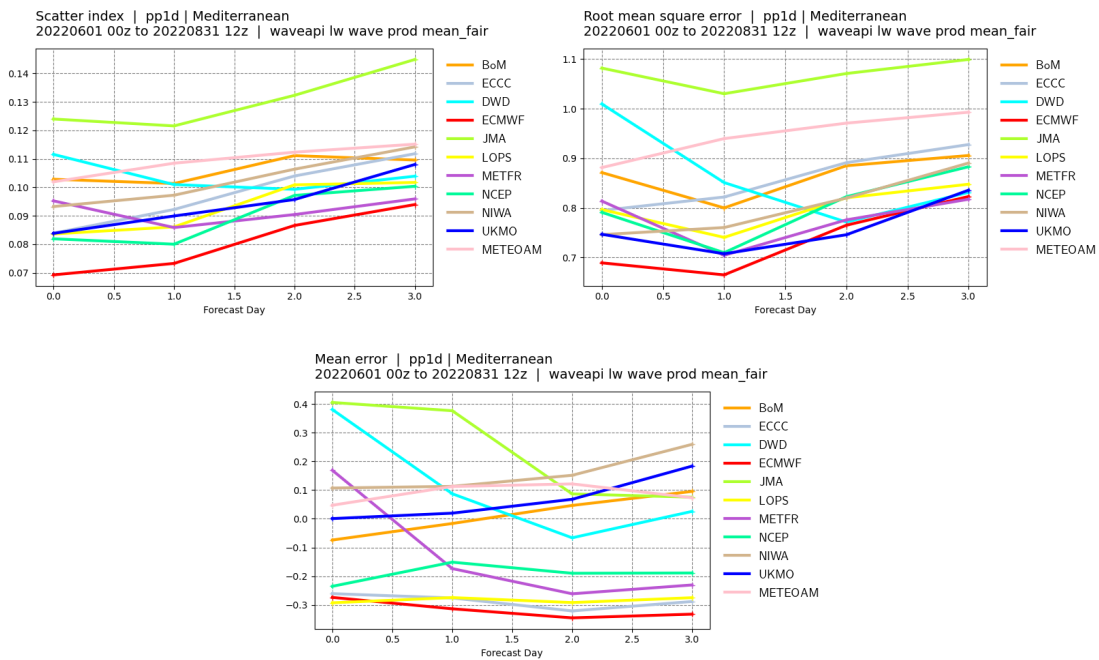 Scatter index | pp1d | Mediterranean
20220601 00z to 20220831 12z | waveapi lw wave prod mean_fair
0.14
0.13
0.12
0.11
0.10
0.09
0.08
0.07
0.0 0.5 1.0 1.5 2.0 2.5 3.0
Forecast Day
BoM
ECCC
DWD
ECMWF
JMA
LOPS
METFR
NCEP
NIWA
UKMO
METEOAM
Root mean square error | pp1d | Mediterranean
20220601 00z to 20220831 12z | waveapi lw wave prod mean_fair
1.1
1.0
0.9
0.8
0.7
0.0 0.5 1.0 1.5 2.0 2.5 3.0
Forecast Day
BoM
ECCC
DWD
ECMWF
JMA
LOPS
METFR
NCEP
NIWA
UKMO
METEOAM
Mean error | pp1d | Mediterranean
20220601 00z to 20220831 12z | waveapi lw wave prod mean_fair
0.4
0.3
0.2
0.1
0.0
−0.1
−0.2
−0.3
0.0 0.5 1.0 1.5 2.0 2.5 3.0
Forecast Day
BoM
ECCC
DWD
ECMWF
JMA
LOPS
METFR
NCEP
NIWA
UKMO
METEOAM